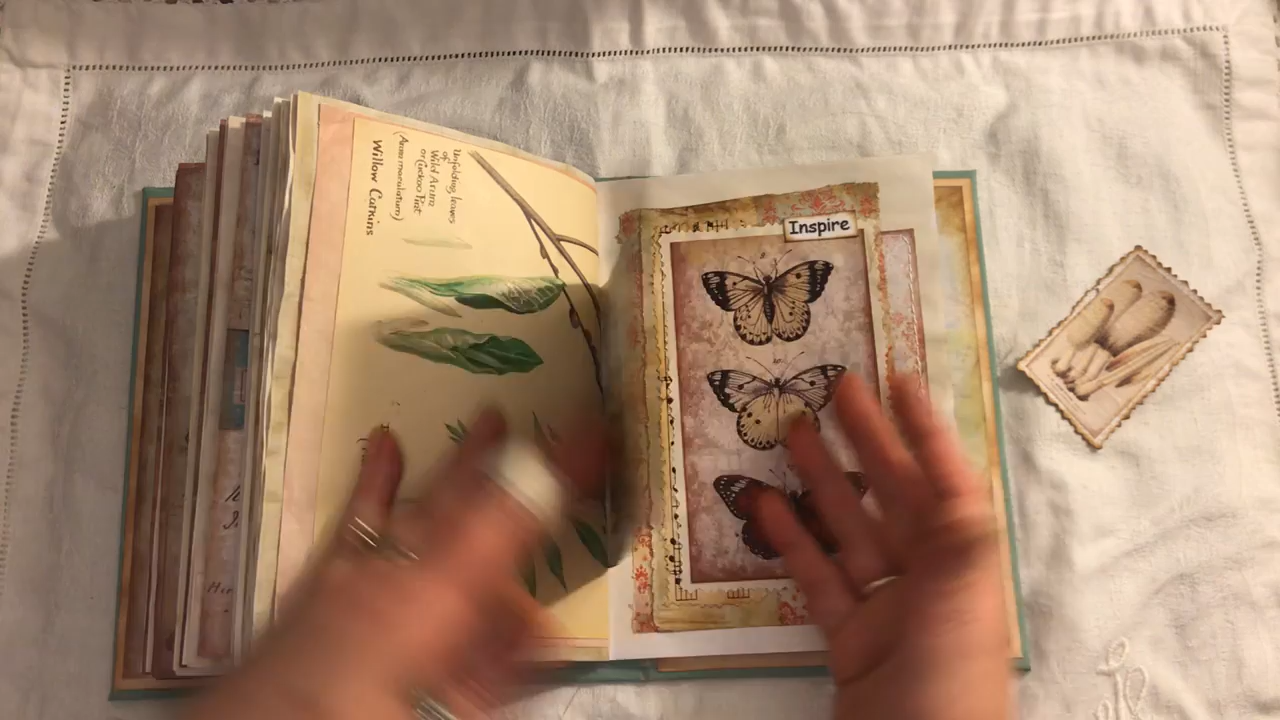 Unfolding leaves
of
Wild Arum
or Cuckoo Pint
(Arum maculatum)
Willow Catkins
Inspire